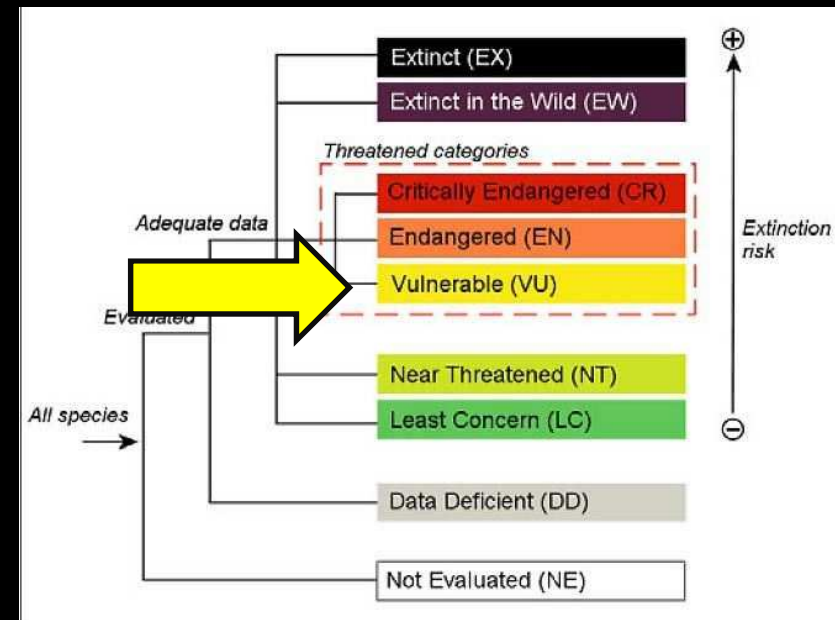 Extinct (EX)
Extinct in the Wild (EW)
Threatened categories
Critically Endangered (CR)
Adequate data
Endangered (EN)
Extinction
risk
Vulnerable (VU)
Evaluated
Near Threatened (NT)
All species
Least Concern (LC)
Data Deficient (DD)
Not Evaluated (NE)